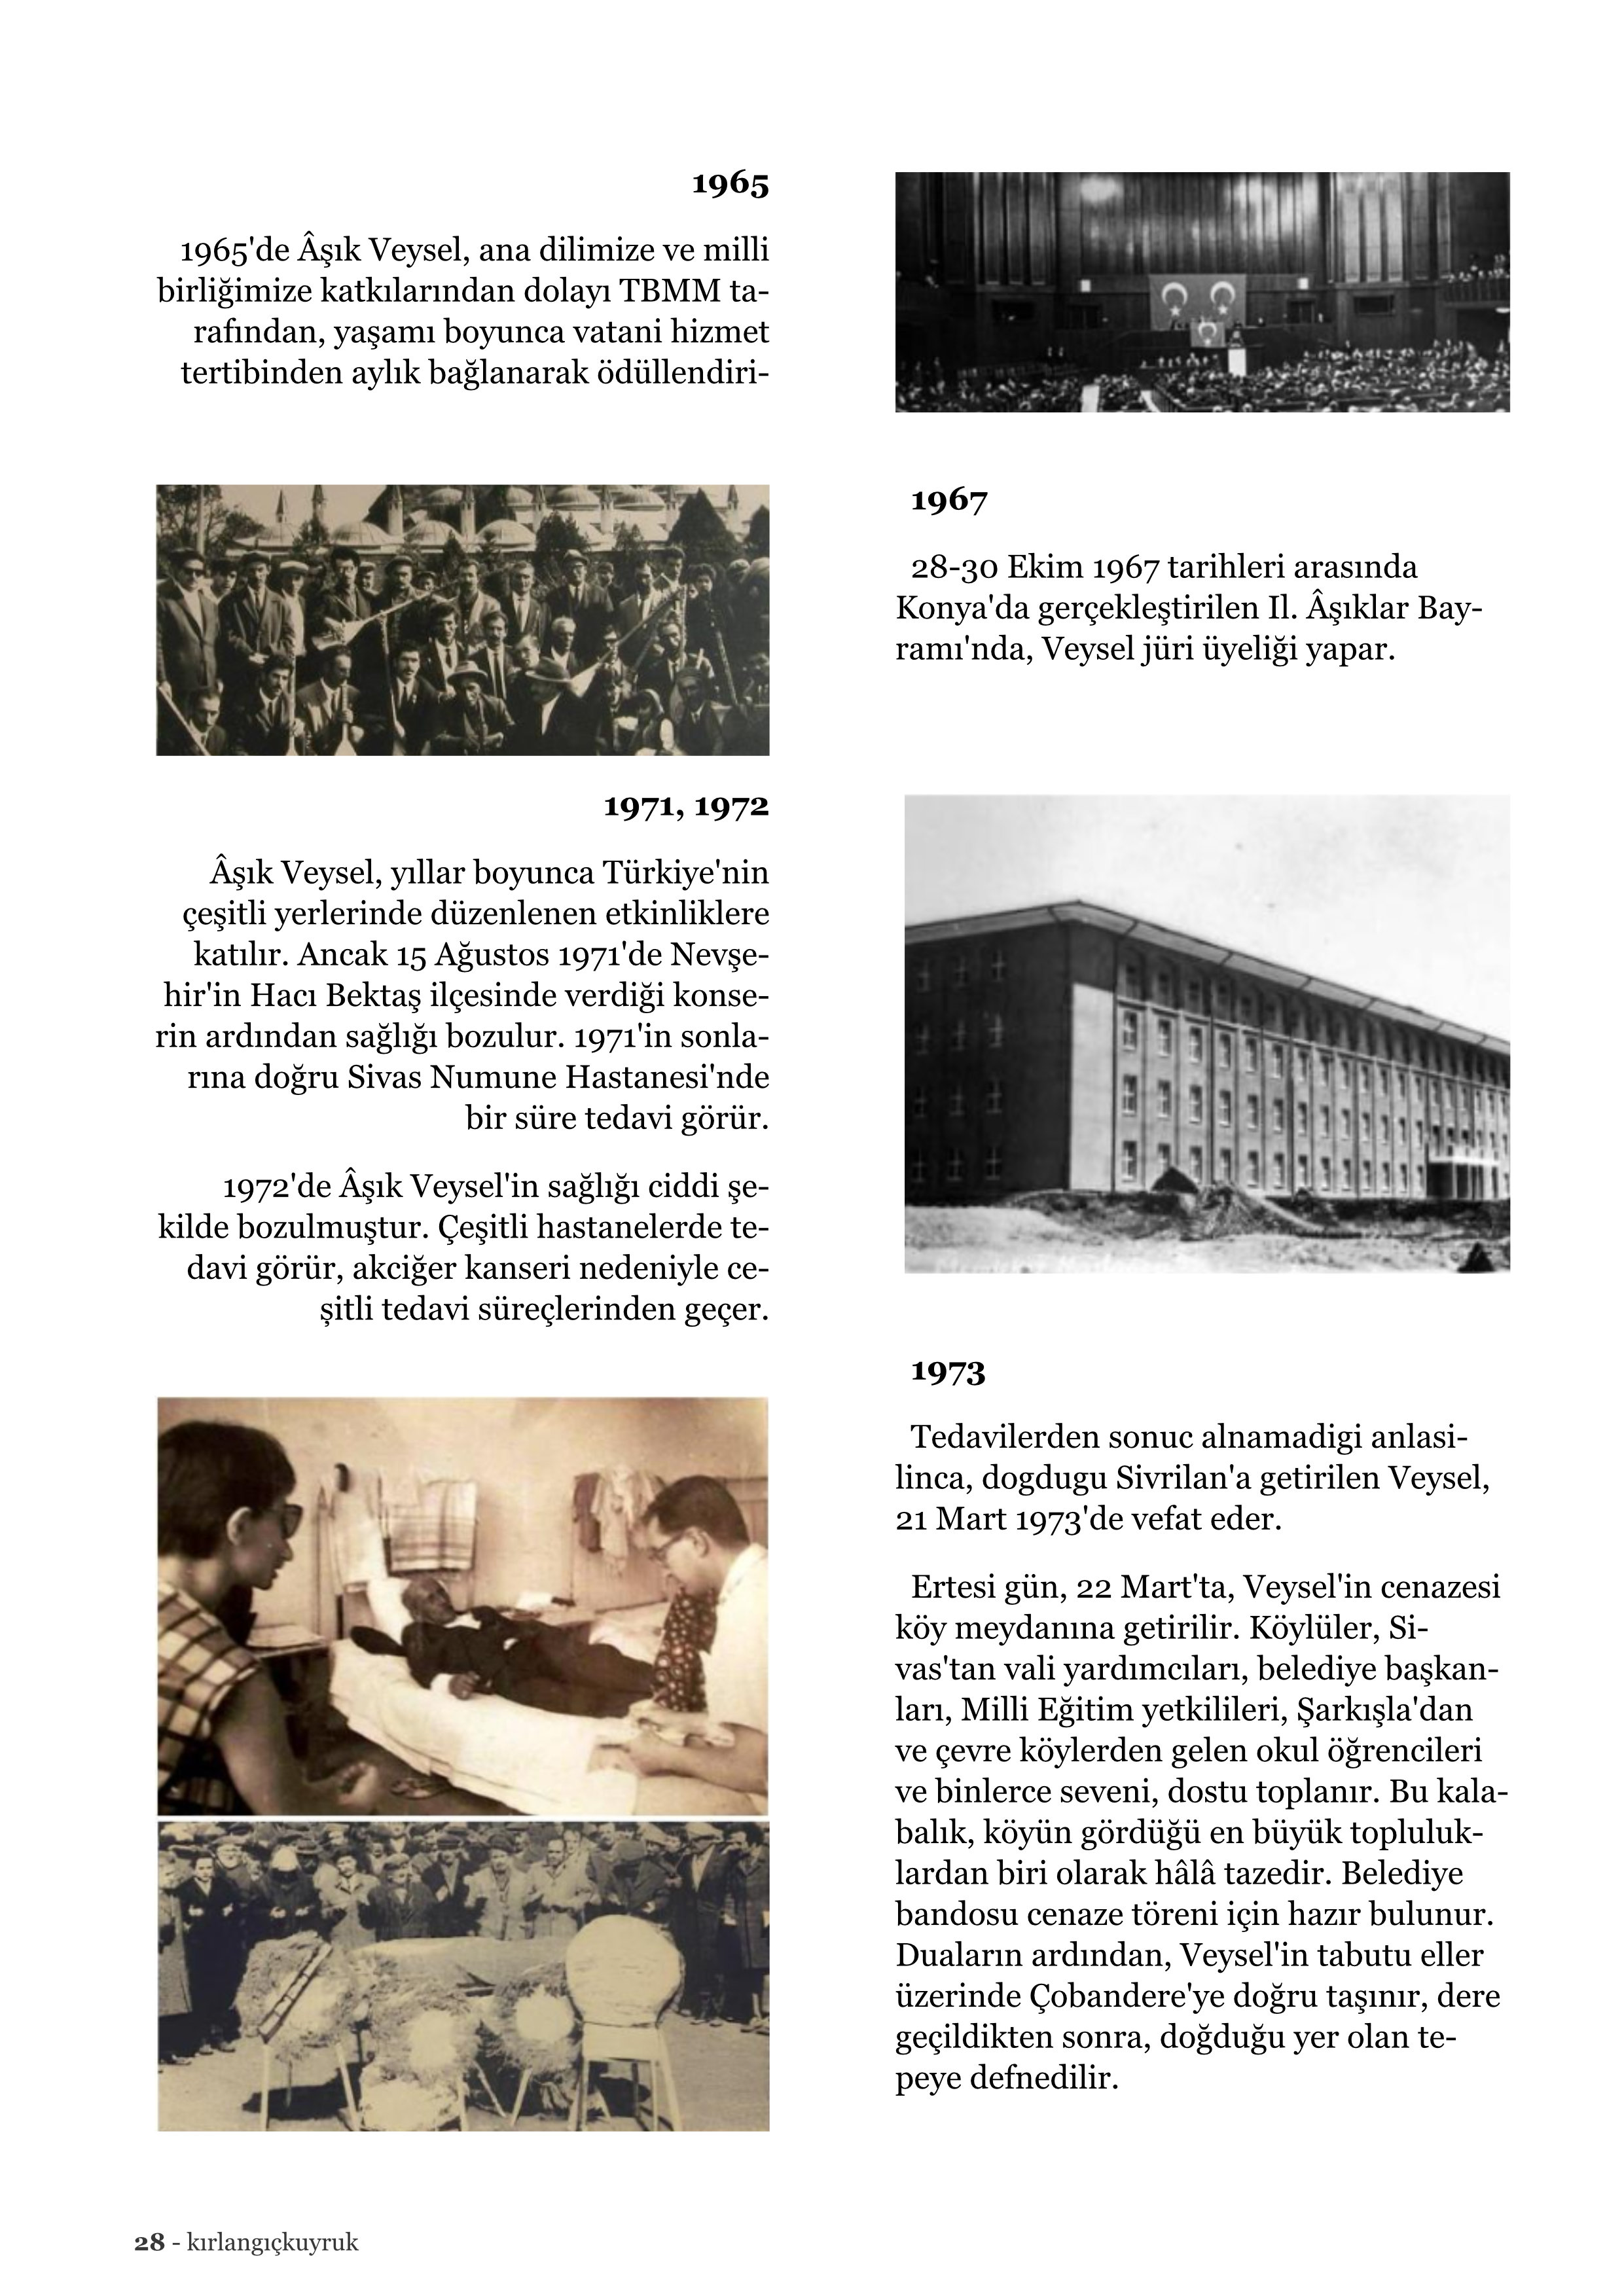 1965
1965'de Âşık Veysel, ana dilimize ve milli
birliğimize katkılarından dolayı TBMM ta-
rafından, yaşamı boyunca vatani hizmet
tertibinden aylık bağlanarak ödüllendiri-
1967
28-30 Ekim 1967 tarihleri arasında
Konya'da gerçekleştirilen Il. Âşıklar Bay-
ramı'nda, Veysel jüri üyeliği yapar.
1971, 1972
Âşık Veysel, yıllar boyunca Türkiye'nin
çeşitli yerlerinde düzenlenen etkinliklere
katılır. Ancak 15 Ağustos 1971'de Nevşe-
hir'in Hacı Bektaş ilçesinde verdiği konse-
rin ardından sağlığı bozulur. 1971'in sonla-
rına doğru Sivas Numune Hastanesi'nde
bir süre tedavi görür.
1972'de Âşık Veysel'in sağlığı ciddi şe-
kilde bozulmuştur. Çeşitli hastanelerde te-
davi görür, akciğer kanseri nedeniyle ce-
șitli tedavi süreçlerinden geçer.
1973
Tedavilerden sonuc alnamadigi anlasi-
linca, dogdugu Sivrilan'a getirilen Veysel,
21 Mart 1973'de vefat eder.
Ertesi gün, 22 Mart'ta, Veysel'in cenazesi
köy meydanına getirilir. Köylüler, Si-
vas'tan vali yardımcıları, belediye başkan-
ları, Milli Eğitim yetkilileri, Şarkışla'dan
ve çevre köylerden gelen okul öğrencileri
ve binlerce seveni, dostu toplanır. Bu kala-
balık, köyün gördüğü en büyük topluluk-
lardan biri olarak hâlâ tazedir. Belediye
bandosu cenaze töreni için hazır bulunur.
Duaların ardından, Veysel'in tabutu eller
üzerinde Çobandere'ye doğru taşınır, dere
geçildikten sonra, doğduğu yer olan te-
peye defnedilir.
28 - kırlangıçkuyruk